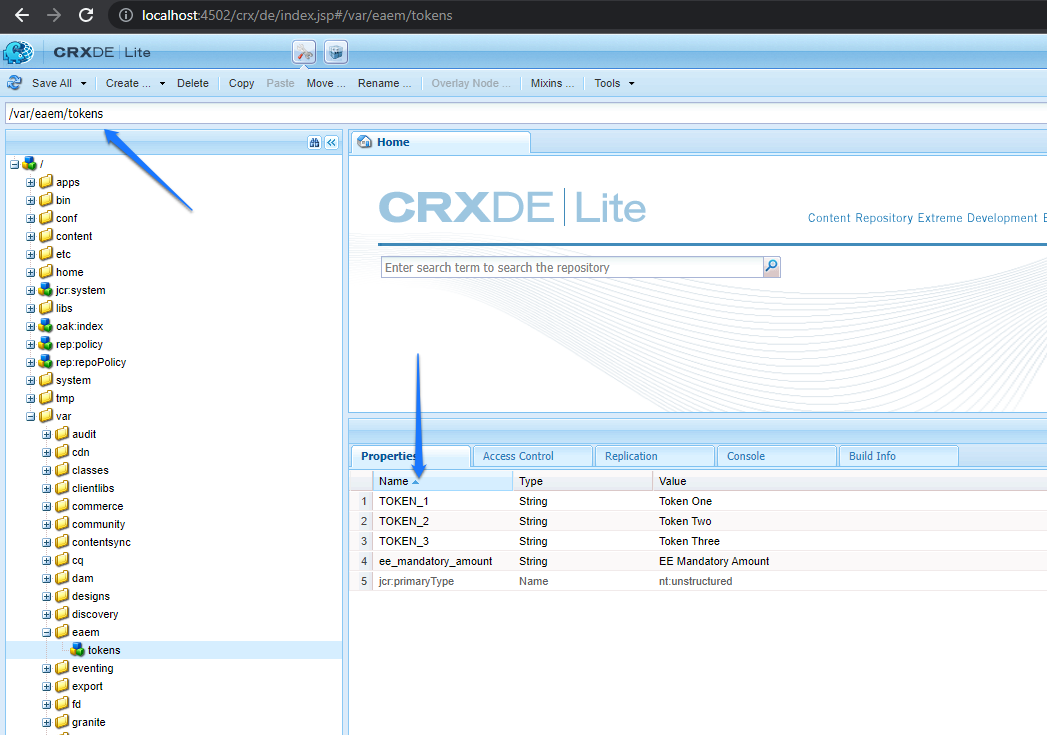 localhost:4502/crx/de/index.jsp#/var/eaem/tokens
CRXDE | Lite
Save All Create ... Delete Copy Paste Move ... Rename ... Overlay Node ... Mixins ... Tools
/var/eaem/tokens
Home
/
apps
bin
conf
content
etc
home
jcr:system
libs
oak:index
rep:policy
rep:repoPolicy
system
tmp
var
audit
cdn
classes
clientlibs
commerce
community
contentsync
cq
dam
designs
discovery
eaem
tokens
eventing
export
fd
granite
CRXDE | Lite
Content Repository Extreme Development E
Enter search term to search the repository
Properties Access Control Replication Console Build Info
Name Type Value
1 TOKEN_1 String Token One
2 TOKEN_2 String Token Two
3 TOKEN_3 String Token Three
4 ee_mandatory_amount String EE Mandatory Amount
5 jcr:primaryType Name nt:unstructured